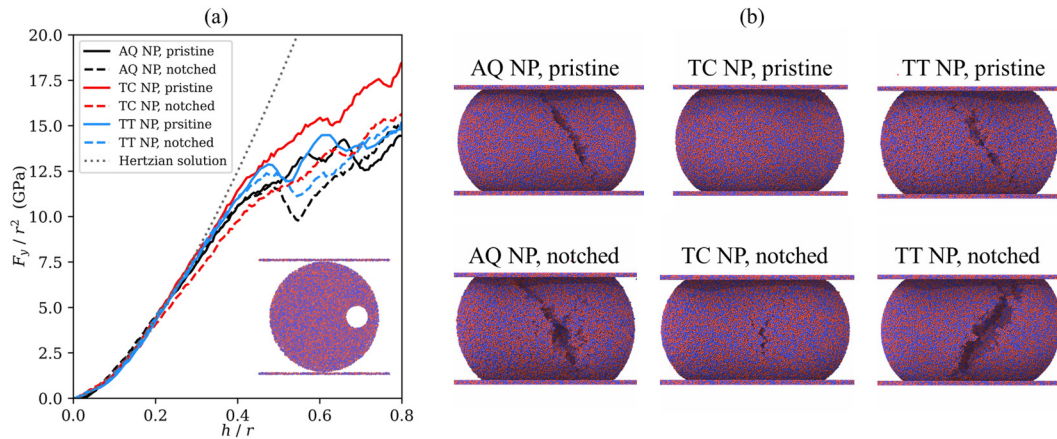 (a)
20.0
17.5
15.0
12.5
10.0
7.5
5.0
2.5
0.0
F_y / r² (GPa)
AQ NP, pristine
AQ NP, notched
TC NP, pristine
TC NP, notched
TT NP, prsitine
TT NP, notched
Hertzian solution
0.0 0.2 0.4 0.6 0.8
h / r
(b)
AQ NP, pristine TC NP, pristine TT NP, pristine
AQ NP, notched TC NP, notched TT NP, notched